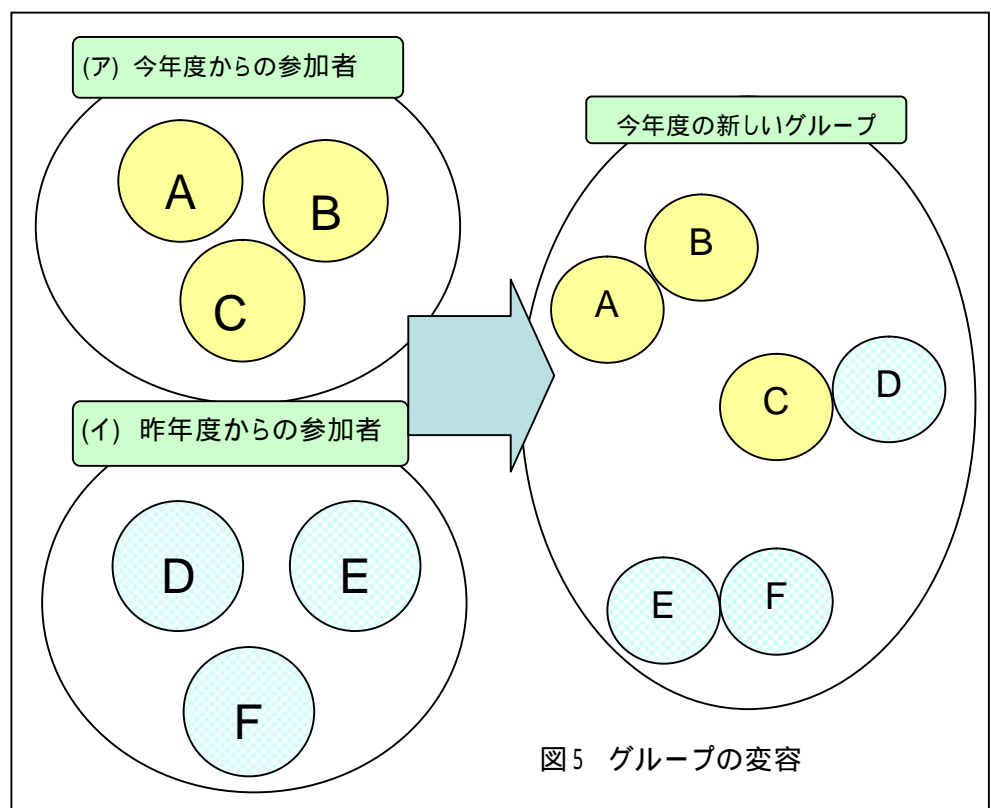 (ア) 今年度からの参加者
A
B
C
(イ) 昨年度からの参加者
D
E
F
今年度の新しいグループ
B
A
D
C
E
F
図5 グループの変容